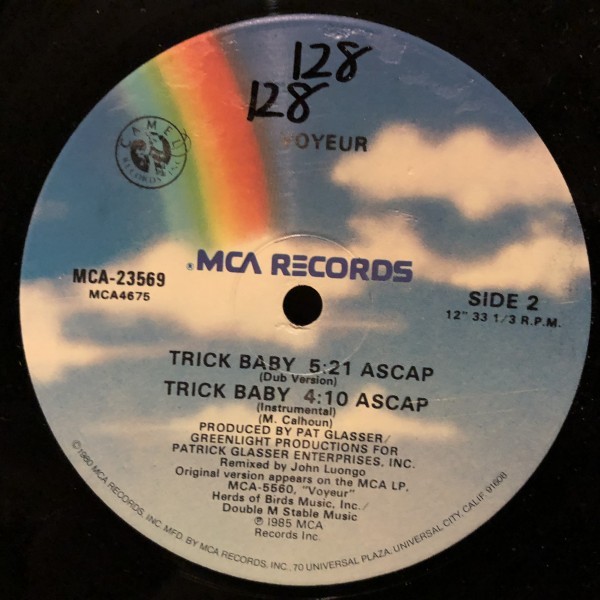 128
128
VOYEUR
CAMEL
RECORDS INC.
® MCA RECORDS
MCA-23569
MCA4675
SIDE 2
12" 33 1/3 R.P.M.
TRICK BABY 5:21 ASCAP
(Dub Version)
TRICK BABY 4:10 ASCAP
(Instrumental)
(M. Calhoun)
PRODUCED BY PAT GLASSER/
GREENLIGHT PRODUCTIONS FOR
PATRICK GLASSER ENTERPRISES, INC.
Remixed by John Luongo
Original version appears on the MCA LP.
MCA-5560, "Voyeur"
Herds of Birds Music, Inc./
Double M Stable Music
℗ 1985 MCA
Records Inc.
©1980 MCA RECORDS, INC. MFD. BY MCA RECORDS, INC., 70 UNIVERSAL PLAZA, UNIVERSAL CITY, CALIF. 91608